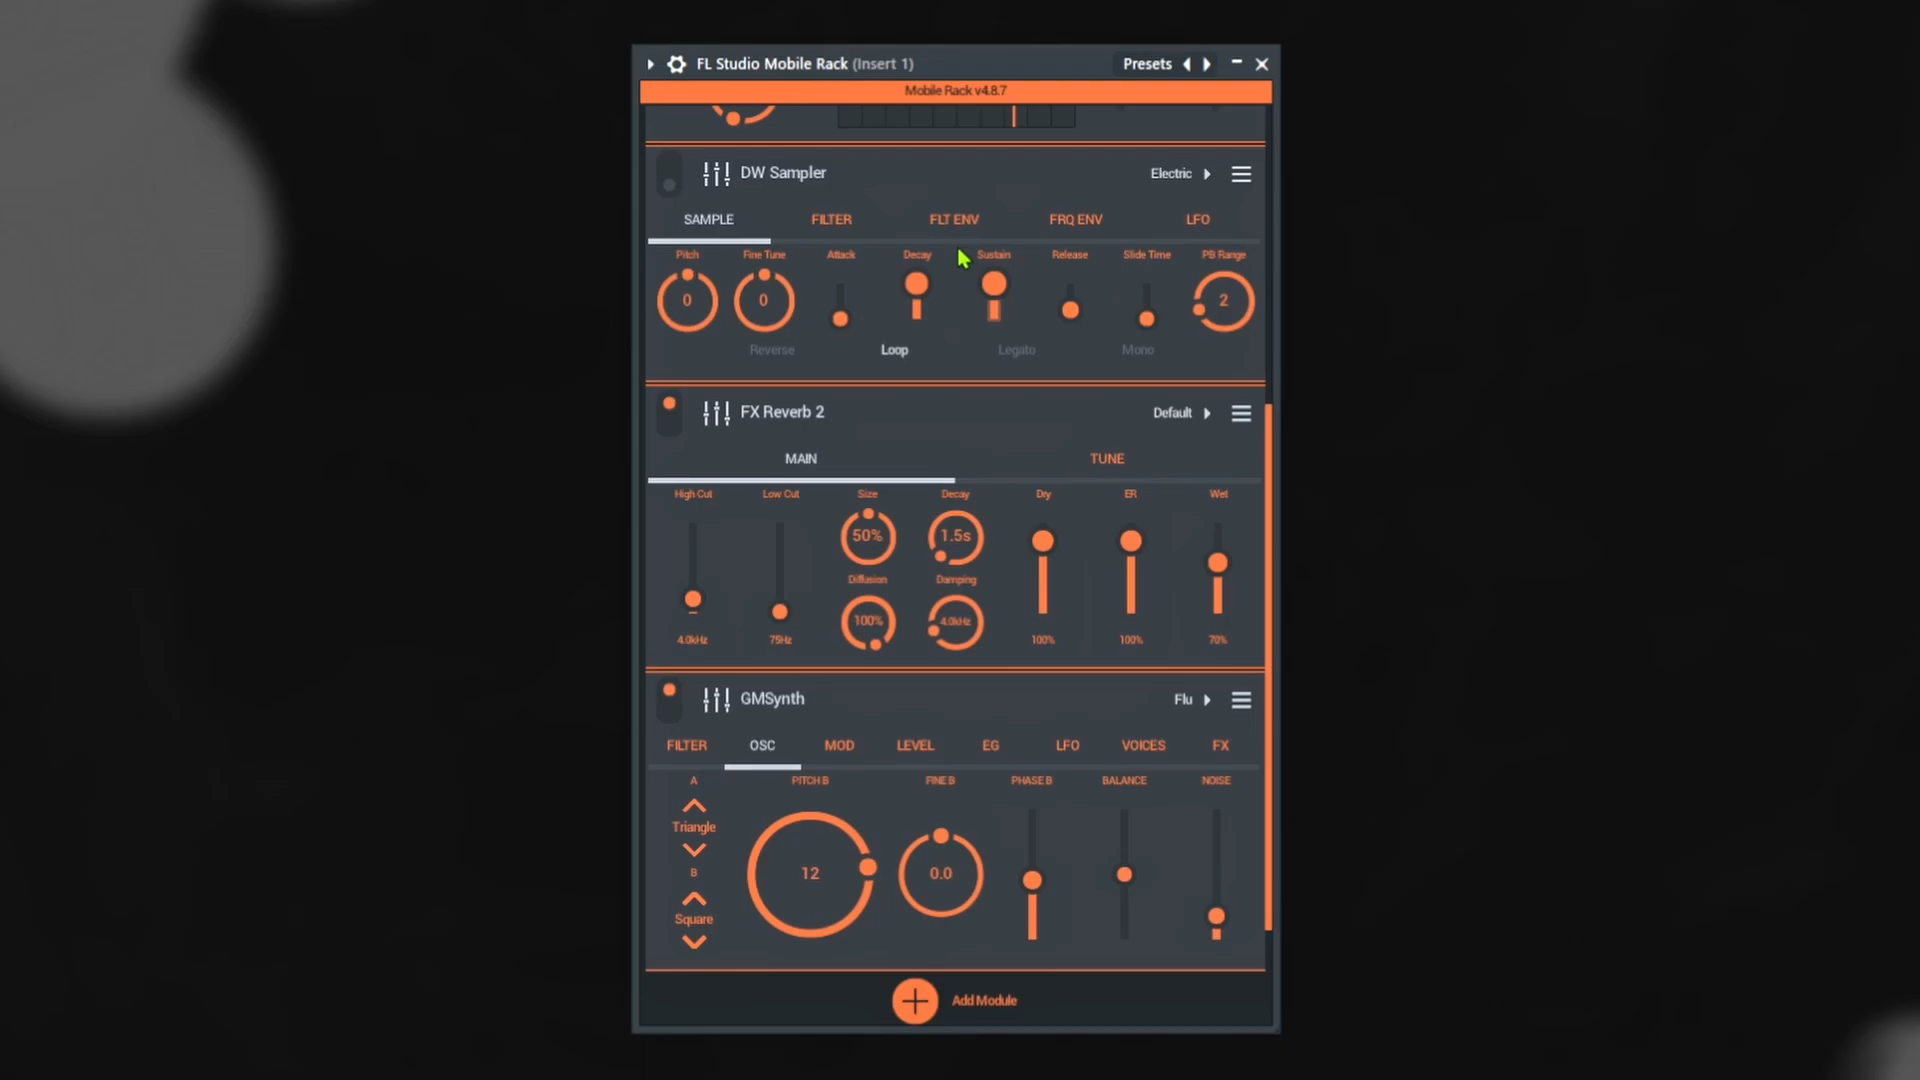 FL Studio Mobile Rack (Insert 1) Presets
Mobile Rack v4.8.7
DW Sampler Electric
SAMPLE FILTER FLT ENV FRQ ENV LFO
Pitch Fine Tune Attack Decay Sustain Release Slide Time PB Range
0 0 2
Reverse Loop Legato Mono
FX Reverb 2 Default
MAIN TUNE
High Cut Low Cut Size Decay Dry ER Wet
50% 1.5s
Diffusion Damping
100% 4.0kHz
4.0kHz 75Hz 100% 100% 70%
GMSynth Flu
FILTER OSC MOD LEVEL EG LFO VOICES FX
A PITCH B FINE B PHASE B BALANCE NOISE
Triangle
B 12 0.0
Square
Add Module